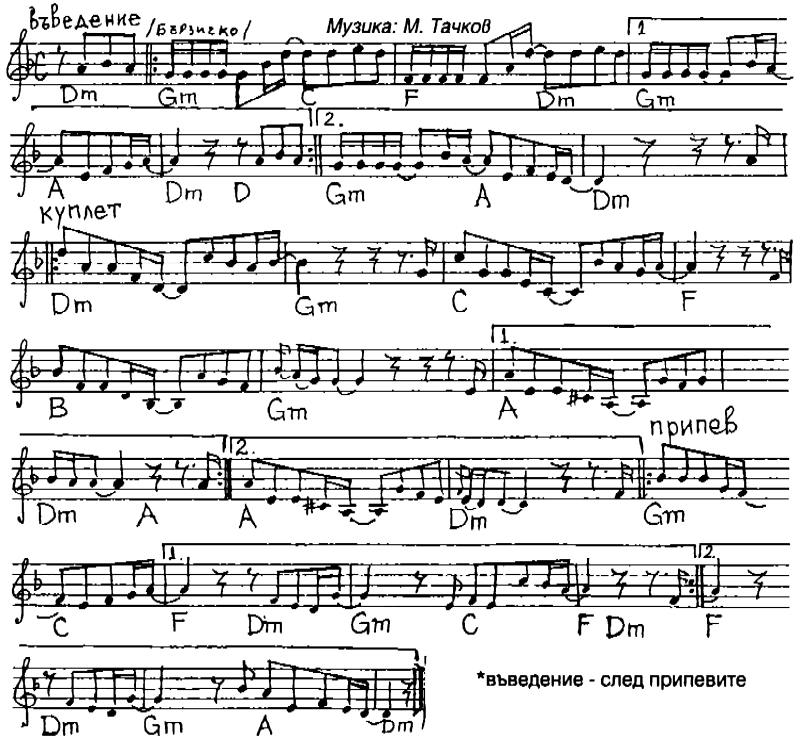 въведение
/Бързичко/ Музика: М. Тачков
1
Dm Gm C F Dm Gm
2.
A Dm D Gm A Dm
куплет
Dm Gm C F
1.
B Gm A
2. припев
Dm A A Dm Gm
1. 2.
C F Dm Gm C F Dm F
*въведение - след припевите
Dm Gm A Dm